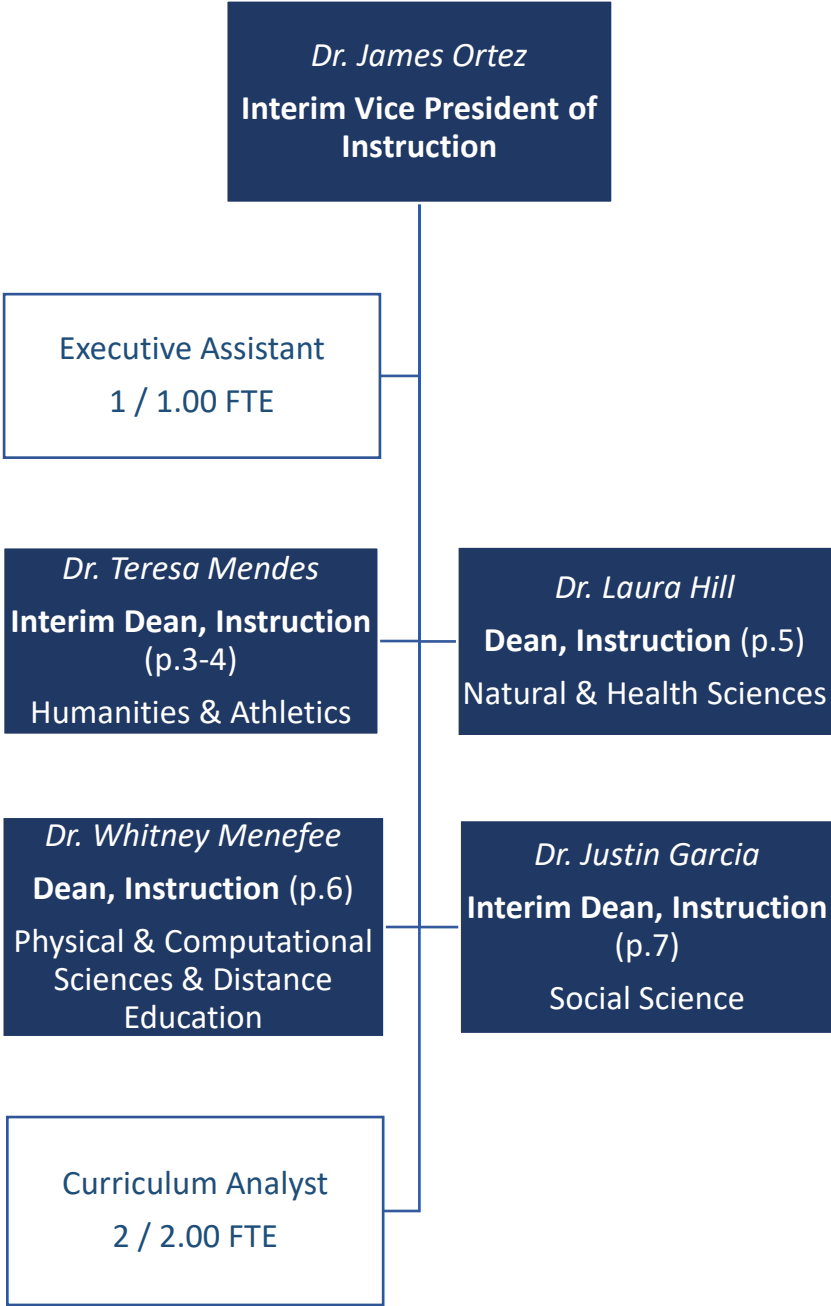 Dr. James Ortez
Interim Vice President of
Instruction
Executive Assistant
1 / 1.00 FTE
Dr. Teresa Mendes
Interim Dean, Instruction
(p.3-4)
Humanities & Athletics
Dr. Laura Hill
Dean, Instruction (p.5)
Natural & Health Sciences
Dr. Whitney Menefee
Dean, Instruction (p.6)
Physical & Computational
Sciences & Distance
Education
Dr. Justin Garcia
Interim Dean, Instruction
(p.7)
Social Science
Curriculum Analyst
2 / 2.00 FTE